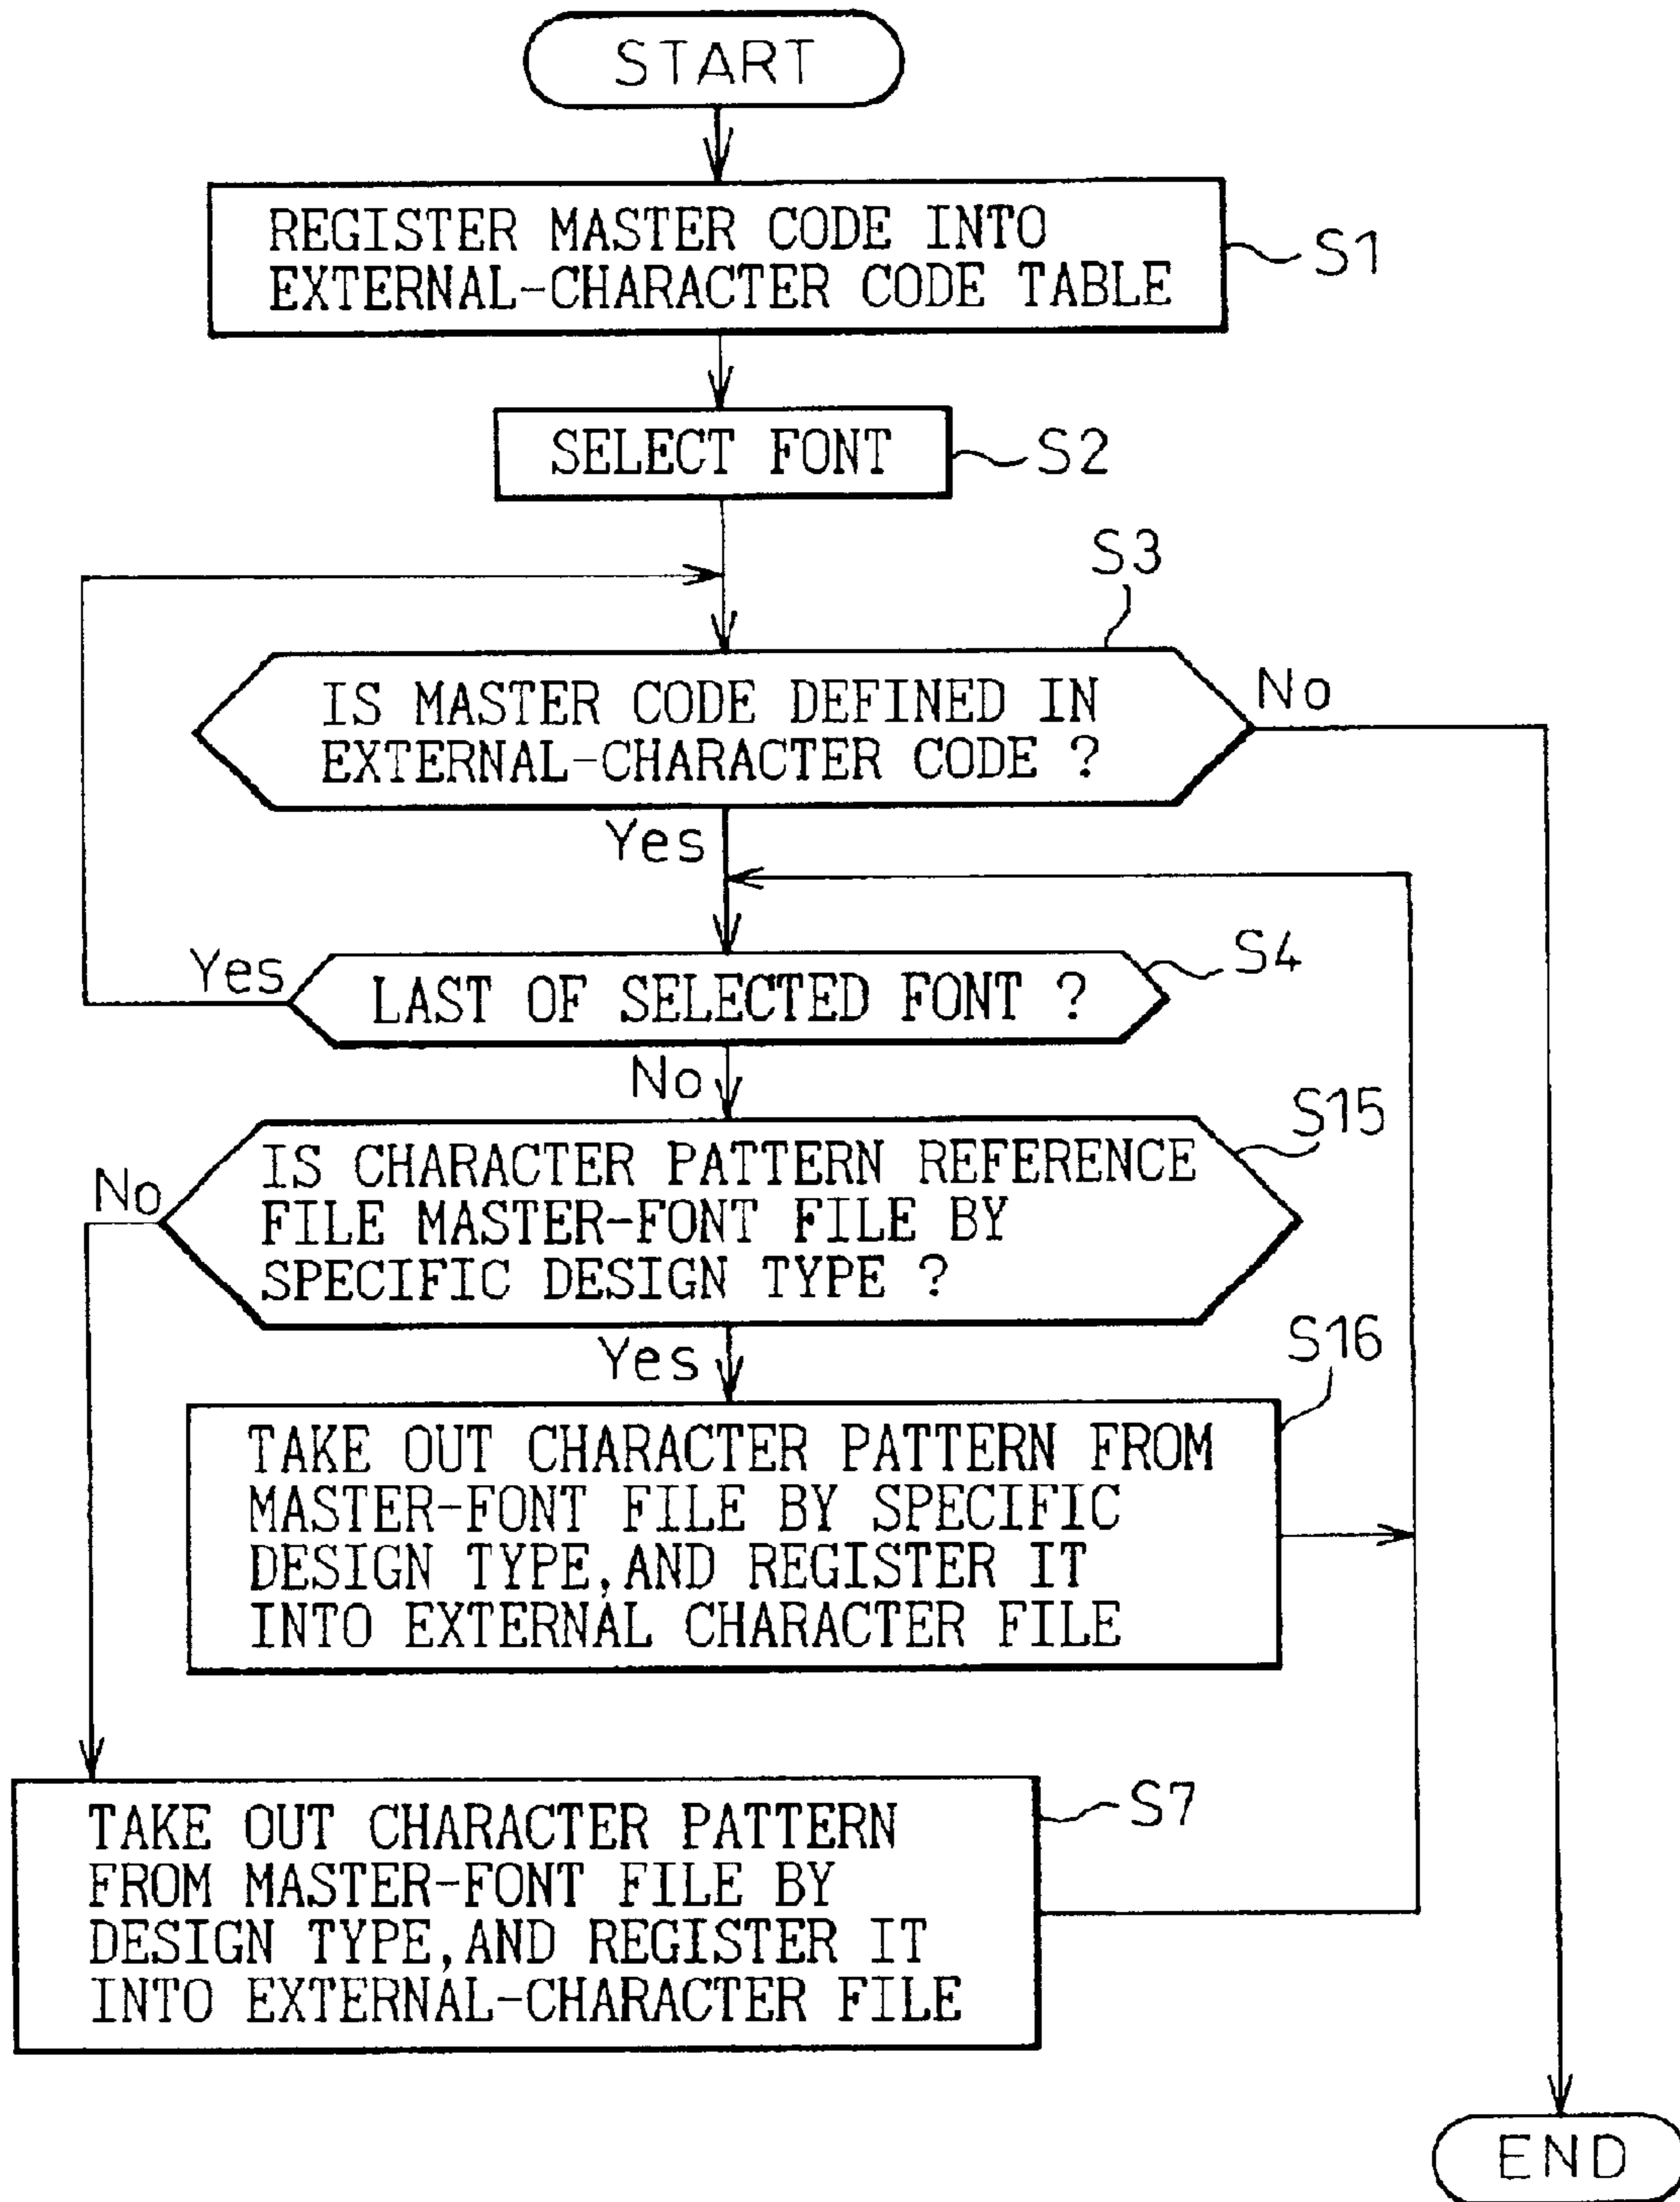 START
REGISTER MASTER CODE INTO
EXTERNAL-CHARACTER CODE TABLE
S1
SELECT FONT
S2
S3
IS MASTER CODE DEFINED IN
EXTERNAL-CHARACTER CODE ?
No
Yes
S4
Yes
LAST OF SELECTED FONT ?
No
S15
IS CHARACTER PATTERN REFERENCE
FILE MASTER-FONT FILE BY
SPECIFIC DESIGN TYPE ?
No
Yes
S16
TAKE OUT CHARACTER PATTERN FROM
MASTER-FONT FILE BY SPECIFIC
DESIGN TYPE,AND REGISTER IT
INTO EXTERNAL CHARACTER FILE
S7
TAKE OUT CHARACTER PATTERN
FROM MASTER-FONT FILE BY
DESIGN TYPE,AND REGISTER IT
INTO EXTERNAL-CHARACTER FILE
END